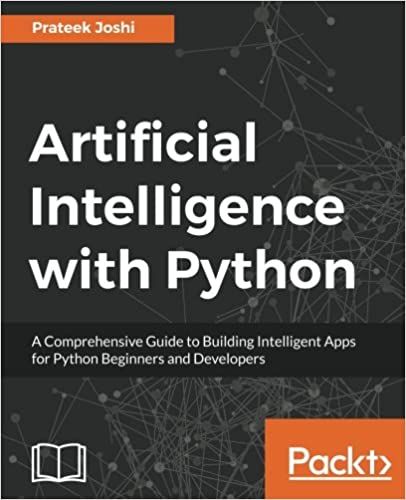 Prateek Joshi
Artificial
Intelligence
with Python
A Comprehensive Guide to Building Intelligent Apps
for Python Beginners and Developers
Packt>